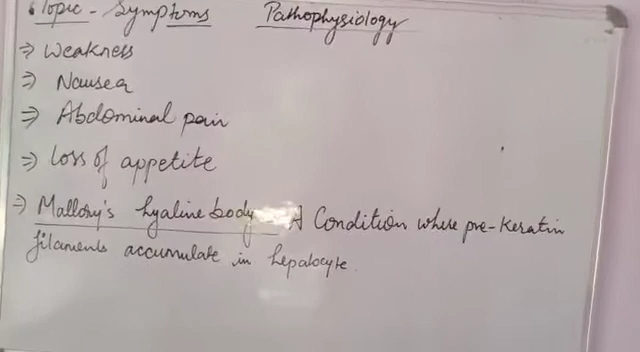 Topic - Symptoms Pathophysiology
⇒ Weakness
⇒ Nausea
⇒ Abdominal pain
⇒ Loss of appetite
⇒ Mallory's hyaline body A Condition where pre-keratin
filaments accumulate in hepatocyte.